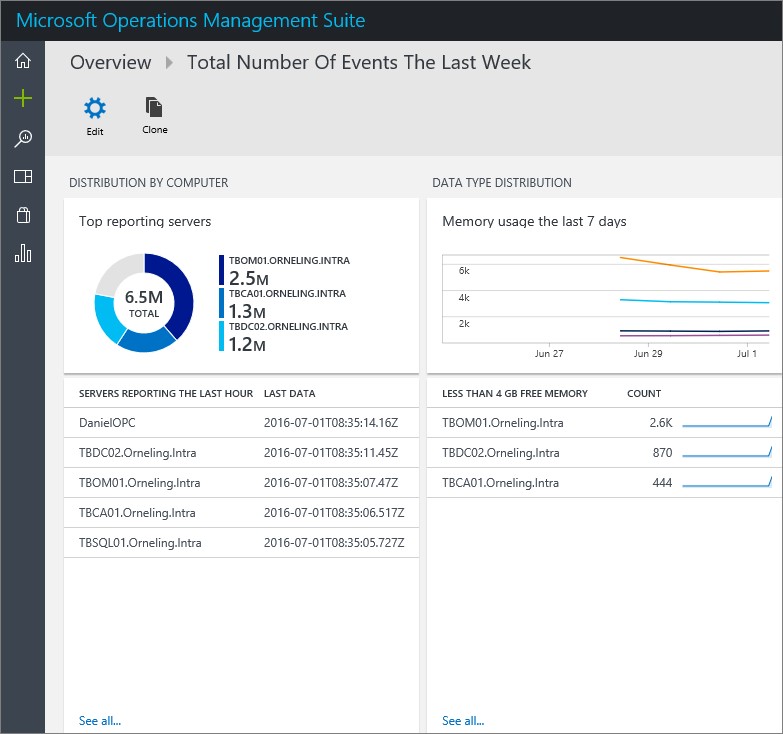 Microsoft Operations Management Suite
Overview Total Number Of Events The Last Week
Edit Clone
DISTRIBUTION BY COMPUTER
Top reporting servers
6.5M
TOTAL
TBOM01.ORNELING.INTRA
2.5M
TBCA01.ORNELING.INTRA
1.3M
TBDC02.ORNELING.INTRA
1.2M
SERVERS REPORTING THE LAST HOUR LAST DATA
DanielOPC 2016-07-01T08:35:14.16Z
TBDC02.Orneling.Intra 2016-07-01T08:35:11.45Z
TBOM01.Orneling.Intra 2016-07-01T08:35:07.47Z
TBCA01.Orneling.Intra 2016-07-01T08:35:06.517Z
TBSQL01.Orneling.Intra 2016-07-01T08:35:05.727Z
See all...
DATA TYPE DISTRIBUTION
Memory usage the last 7 days
6k
4k
2k
Jun 27 Jun 29 Jul 1
LESS THAN 4 GB FREE MEMORY COUNT
TBOM01.Orneling.Intra 2.6K
TBDC02.Orneling.Intra 870
TBCA01.Orneling.Intra 444
See all...